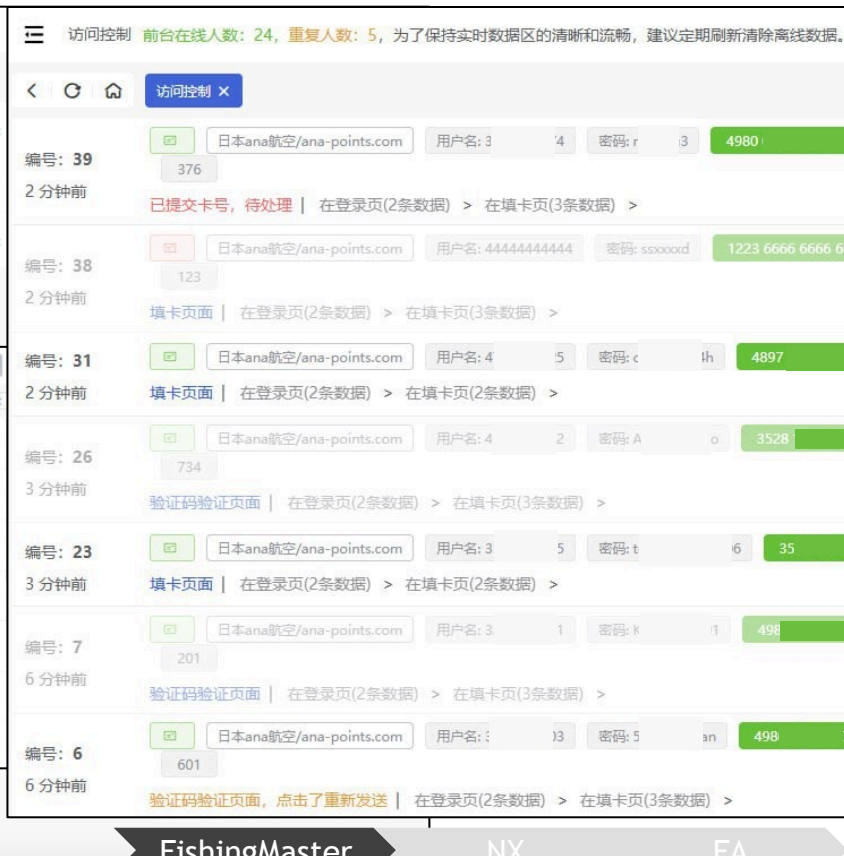 访问控制 前台在线人数：24，重复人数：5，为了保持实时数据区的清晰和流畅，建议定期刷新清除离线数据。
访问控制 ×
编号：39
2 分钟前
日本ana航空/ana-points.com 用户名: 3 4 密码: r 3 4980
376
已提交卡号，待处理 | 在登录页(2条数据) > 在填卡页(3条数据) >
编号：38
2 分钟前
日本ana航空/ana-points.com 用户名: 44444444444 密码: ssxxxxd 1223 6666 6666 6
123
填卡页面 | 在登录页(2条数据) > 在填卡页(3条数据) >
编号：31
2 分钟前
日本ana航空/ana-points.com 用户名: 4 5 密码: c 4h 4897
填卡页面 | 在登录页(2条数据) > 在填卡页(2条数据) >
编号：26
3 分钟前
日本ana航空/ana-points.com 用户名: 4 2 密码: A o 3528
734
验证码验证页面 | 在登录页(2条数据) > 在填卡页(3条数据) >
编号：23
3 分钟前
日本ana航空/ana-points.com 用户名: 3 5 密码: t 06 35
填卡页面 | 在登录页(2条数据) > 在填卡页(2条数据) >
编号：7
6 分钟前
日本ana航空/ana-points.com 用户名: 3 1 密码: K 1 498
201
验证码验证页面 | 在登录页(2条数据) > 在填卡页(3条数据) >
编号：6
6 分钟前
日本ana航空/ana-points.com 用户名: 03 密码: 5 an 498
601
验证码验证页面，点击了重新发送 | 在登录页(2条数据) > 在填卡页(3条数据) >
FishingMaster NX FA